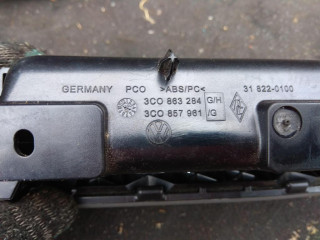 GERMANY PCO >ABS/PC< 31 822-0100
3C0 863 284 G/H
3C0 857 961 /G